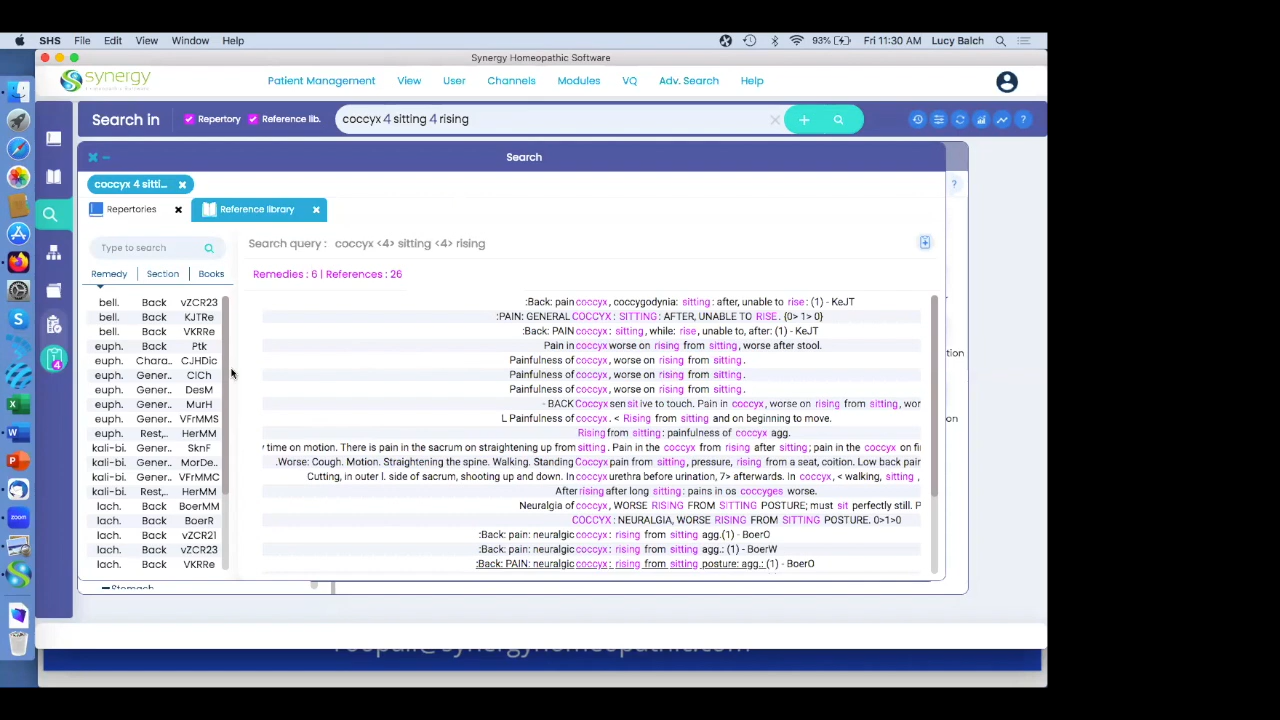 SHS File Edit View Window Help 93% Fri 11:30 AM Lucy Balch
Synergy Homeopathic Software
synergy Patient Management View User Channels Modules VQ Adv. Search Help
Search in Repertory Reference lib. coccyx 4 sitting 4 rising
Search
coccyx 4 sitti...
Repertories Reference library
Type to search Search query : coccyx <4> sitting <4> rising
Remedy Section Books Remedies : 6 | References : 26
bell. Back vZCR23 :Back: pain coccyx, coccygodynia: sitting: after, unable to rise: (1) - KeJT
bell. Back KJTRe :PAIN: GENERAL COCCYX: SITTING: AFTER, UNABLE TO RISE. {0> 1> 0}
bell. Back VKRRe :Back: PAIN coccyx: sitting, while: rise, unable to, after: (1) - KeJT
euph. Back Ptk Pain in coccyx worse on rising from sitting, worse after stool.
euph. Chara.. CJHDic Painfulness of coccyx, worse on rising from sitting.
euph. Gener.. ClCh Painfulness of coccyx, worse on rising from sitting.
euph. Gener.. DesM Painfulness of coccyx, worse on rising from sitting.
euph. Gener.. MurH - BACK Coccyx sensitive to touch. Pain in coccyx, worse on rising from sitting, wor
euph. Gener.. VFrMMS L Painfulness of coccyx. < Rising from sitting and on beginning to move.
euph. Rest,.. HerMM Rising from sitting: painfulness of coccyx agg.
kali-bi. Gener.. SknF y time on motion. There is pain in the sacrum on straightening up from sitting. Pain in the coccyx from rising after sitting; pain in the coccyx on fi
kali-bi. Gener.. MorDe.. .Worse: Cough. Motion. Straightening the spine. Walking. Standing Coccyx pain from sitting, pressure, rising from a seat, coition. Low back pair
kali-bi. Gener.. VFrMMC Cutting, in outer l. side of sacrum, shooting up and down. In coccyx, < walking, sitting ,
kali-bi. Rest,.. HerMM After rising after long sitting: pains in os coccyges worse.
lach. Back BoerMM Neuralgia of coccyx, WORSE RISING FROM SITTING POSTURE; must sit perfectly still. P
lach. Back BoerR COCCYX: NEURALGIA, WORSE RISING FROM SITTING POSTURE. 0>1>0
lach. Back vZCR21 :Back: pain: neuralgic coccyx: rising from sitting agg.(1) - BoerO
lach. Back vZCR23 :Back: pain: neuralgic coccyx: rising from sitting agg.: (1) - BoerW
lach. Back VKRRe :Back: PAIN: neuralgic coccyx: rising from sitting posture: agg.: (1) - BoerO
Stomach
tion
4
zoom
roopali@synergyhomeopathic.com